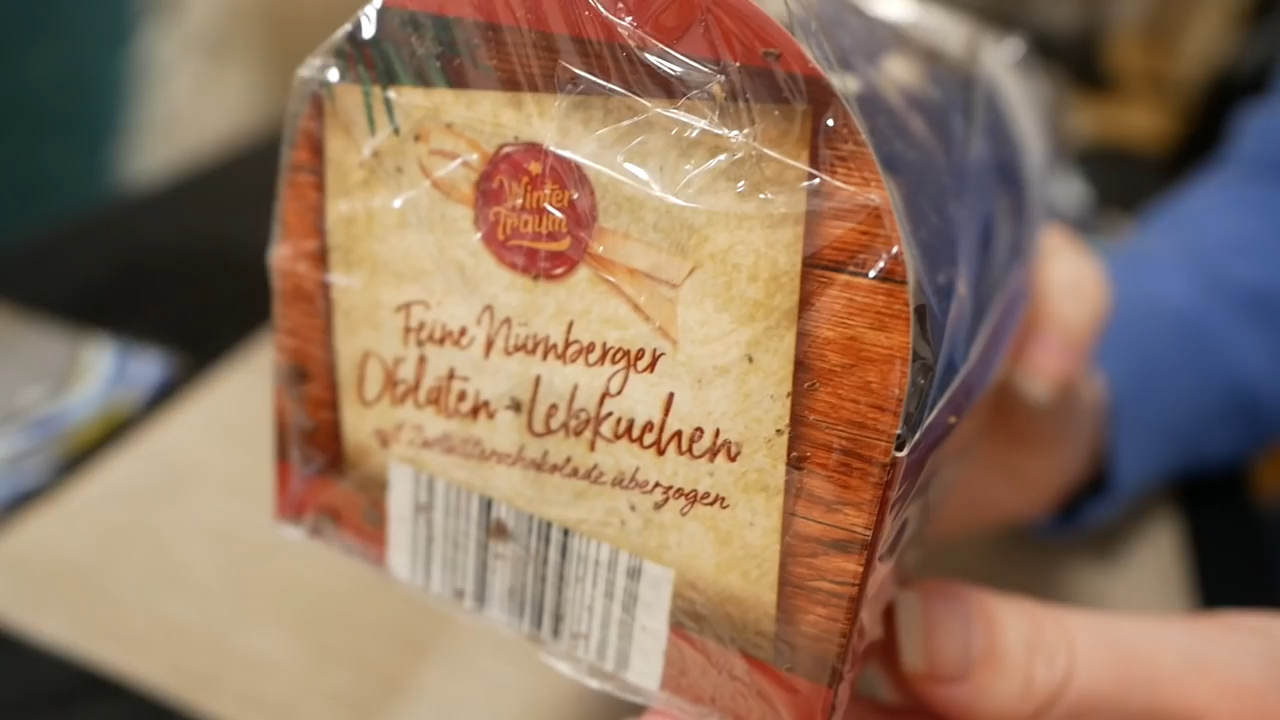 Winter
Traum
Feine Nürnberger
Oblaten-Lebkuchen
mit Zartbitterschokolade überzogen